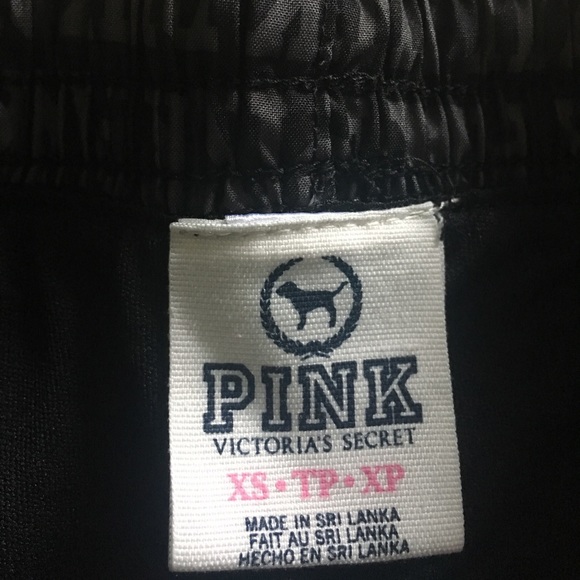 PINK
VICTORIA'S SECRET
XS • TP • XP
MADE IN SRI LANKA
FAIT AU SRI LANKA
HECHO EN SRI LANKA